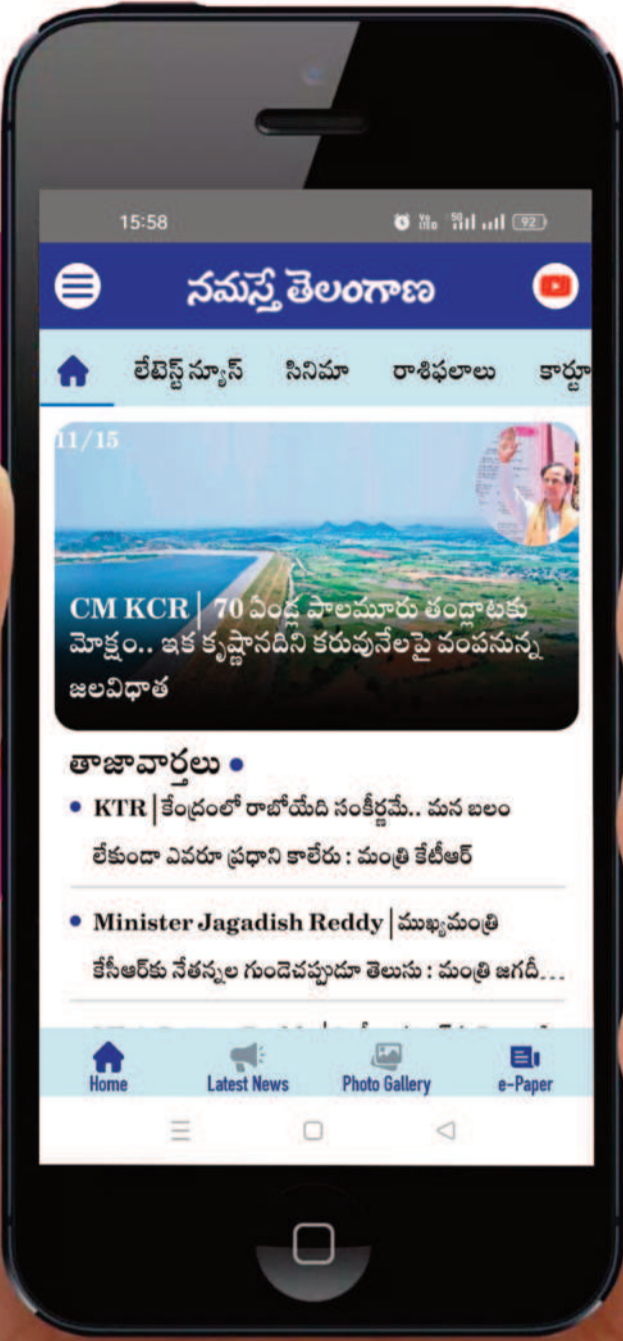 15:58
92
నమస్తే తెలంగాణ
లేటెస్ట్ న్యూస్ సినిమా రాశిఫలాలు కార్టూ
11/15
CM KCR | 70 ఏండ్ల పాలమూరు తండ్లాటకు
మోక్షం.. ఇక కృష్ణానదిని కరువునేలపై వంపనున్న
జలవిధాత
తాజావార్తలు •
• KTR | కేంద్రంలో రాబోయేది సంకీర్ణమే.. మన బలం
లేకుండా ఎవరూ ప్రధాని కాలేరు : మంత్రి కేటీఆర్
• Minister Jagadish Reddy | ముఖ్యమంత్రి
కేసీఆర్‌కు నేతన్నల గుండెచప్పుడూ తెలుసు : మంత్రి జగదీ...
Home Latest News Photo Gallery e-Paper